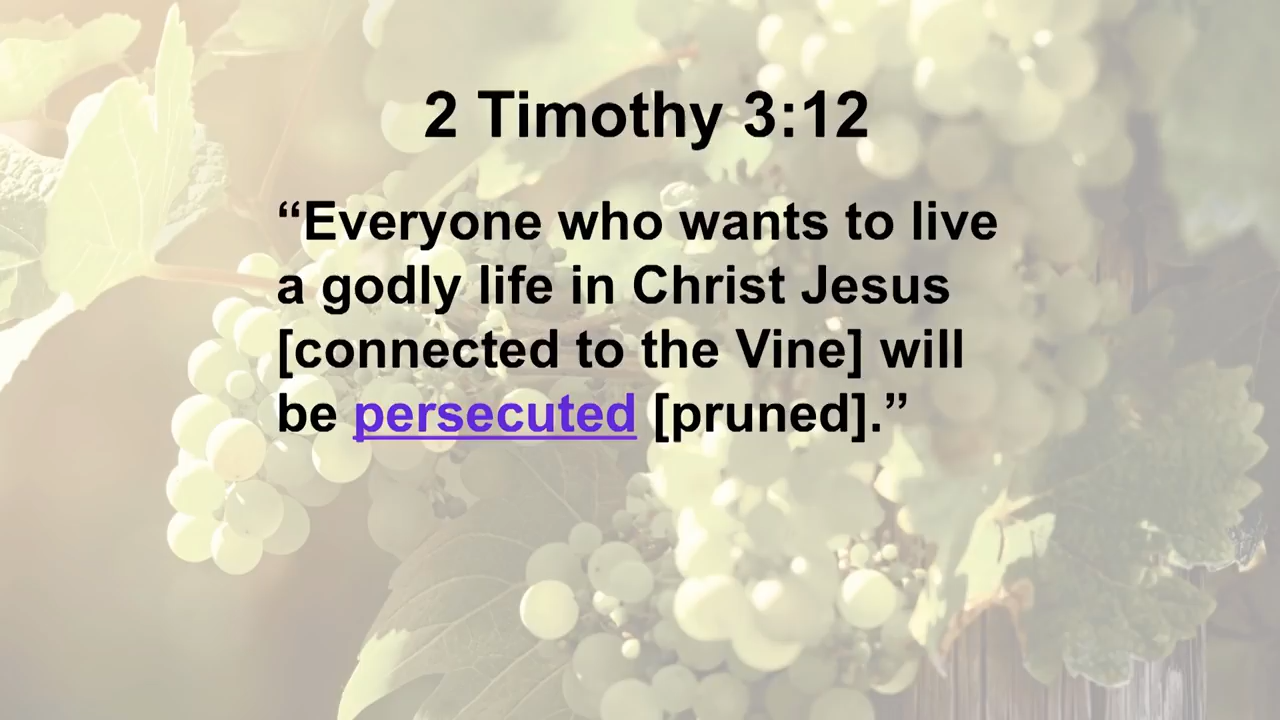 2 Timothy 3:12
“Everyone who wants to live
a godly life in Christ Jesus
[connected to the Vine] will
be persecuted [pruned].”